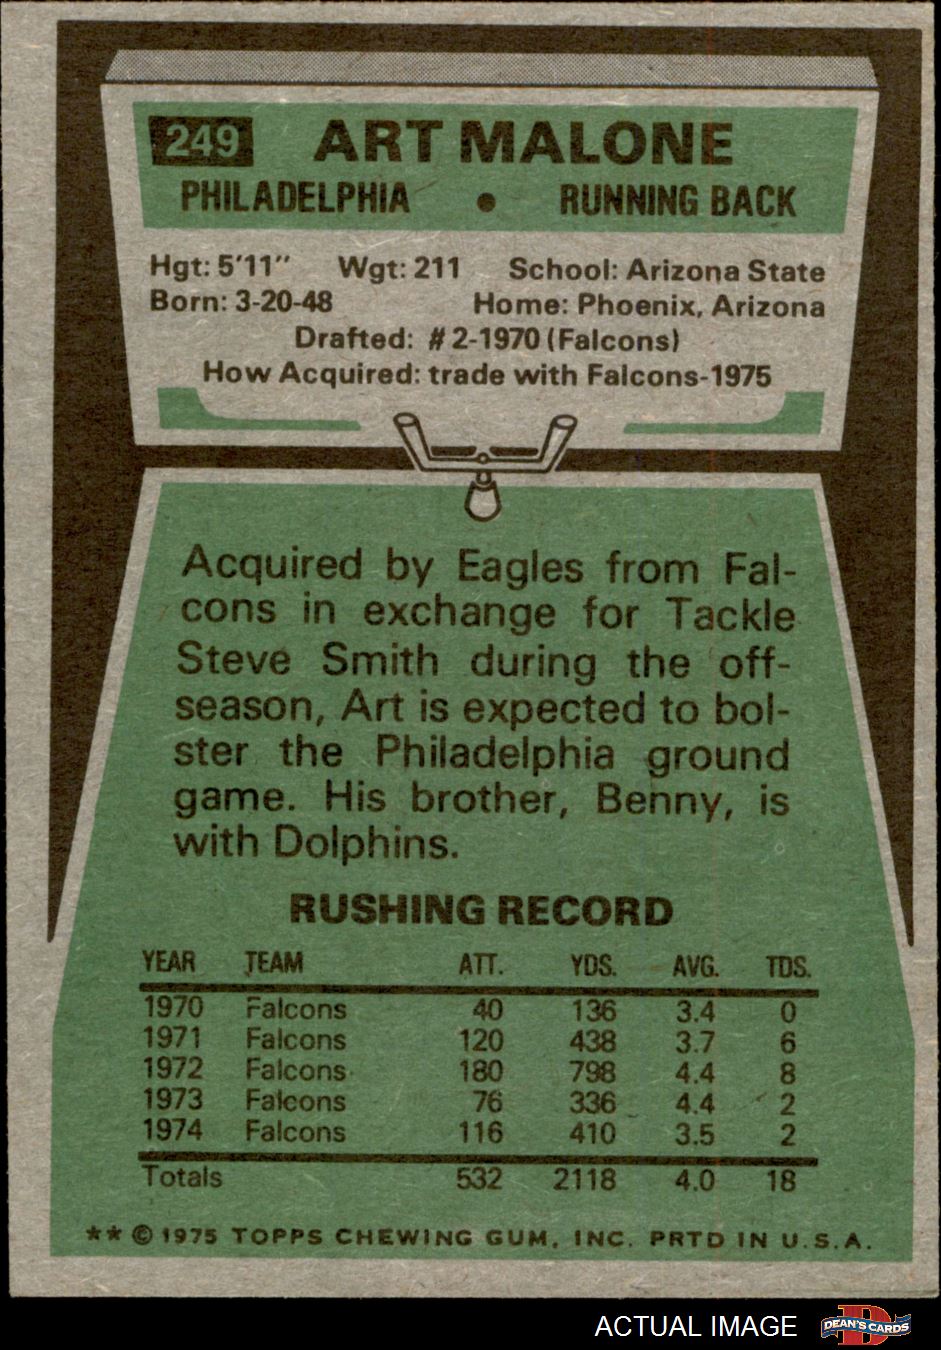 249 ART MALONE
PHILADELPHIA • RUNNING BACK
Hgt: 5'11" Wgt: 211 School: Arizona State
Born: 3-20-48 Home: Phoenix, Arizona
Drafted: #2-1970 (Falcons)
How Acquired: trade with Falcons-1975
Acquired by Eagles from Fal-
cons in exchange for Tackle
Steve Smith during the off-
season, Art is expected to bol-
ster the Philadelphia ground
game. His brother, Benny, is
with Dolphins.
RUSHING RECORD
YEAR TEAM ATT. YDS. AVG. TDS.
1970 Falcons 40 136 3.4 0
1971 Falcons 120 438 3.7 6
1972 Falcons 180 798 4.4 8
1973 Falcons 76 336 4.4 2
1974 Falcons 116 410 3.5 2
Totals 532 2118 4.0 18
** © 1975 TOPPS CHEWING GUM, INC. PRTD IN U.S.A.
ACTUAL IMAGE D DEAN'S CARDS